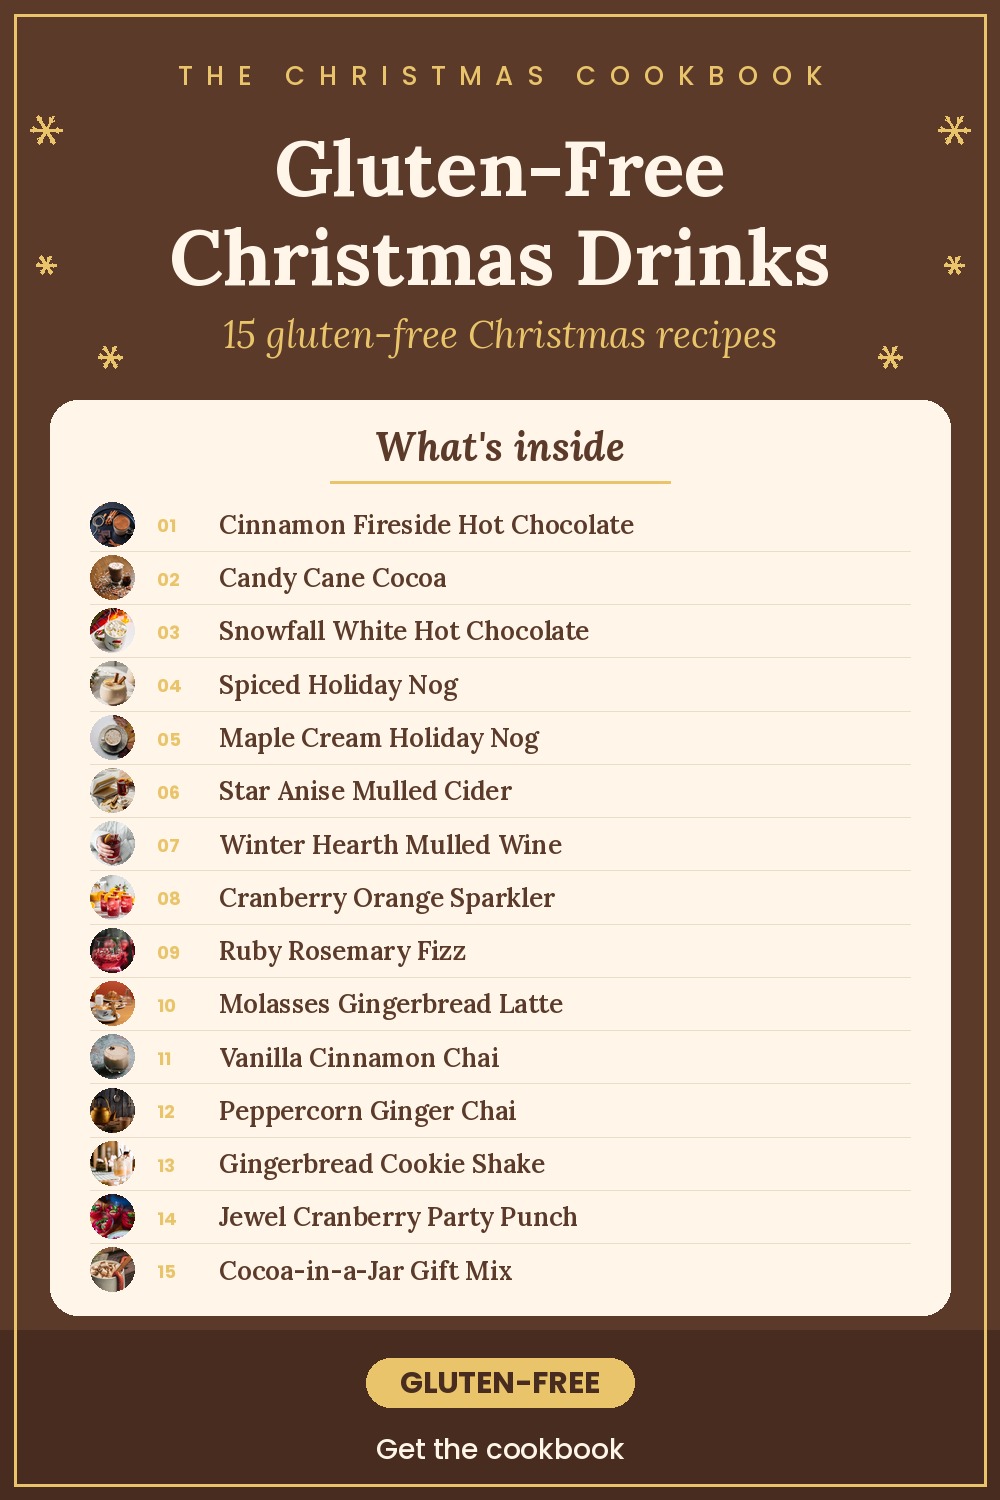 THE CHRISTMAS COOKBOOK
Gluten-Free
Christmas Drinks
15 gluten-free Christmas recipes
What's inside
01 Cinnamon Fireside Hot Chocolate
02 Candy Cane Cocoa
03 Snowfall White Hot Chocolate
04 Spiced Holiday Nog
05 Maple Cream Holiday Nog
06 Star Anise Mulled Cider
07 Winter Hearth Mulled Wine
08 Cranberry Orange Sparkler
09 Ruby Rosemary Fizz
10 Molasses Gingerbread Latte
11 Vanilla Cinnamon Chai
12 Peppercorn Ginger Chai
13 Gingerbread Cookie Shake
14 Jewel Cranberry Party Punch
15 Cocoa-in-a-Jar Gift Mix
GLUTEN-FREE
Get the cookbook